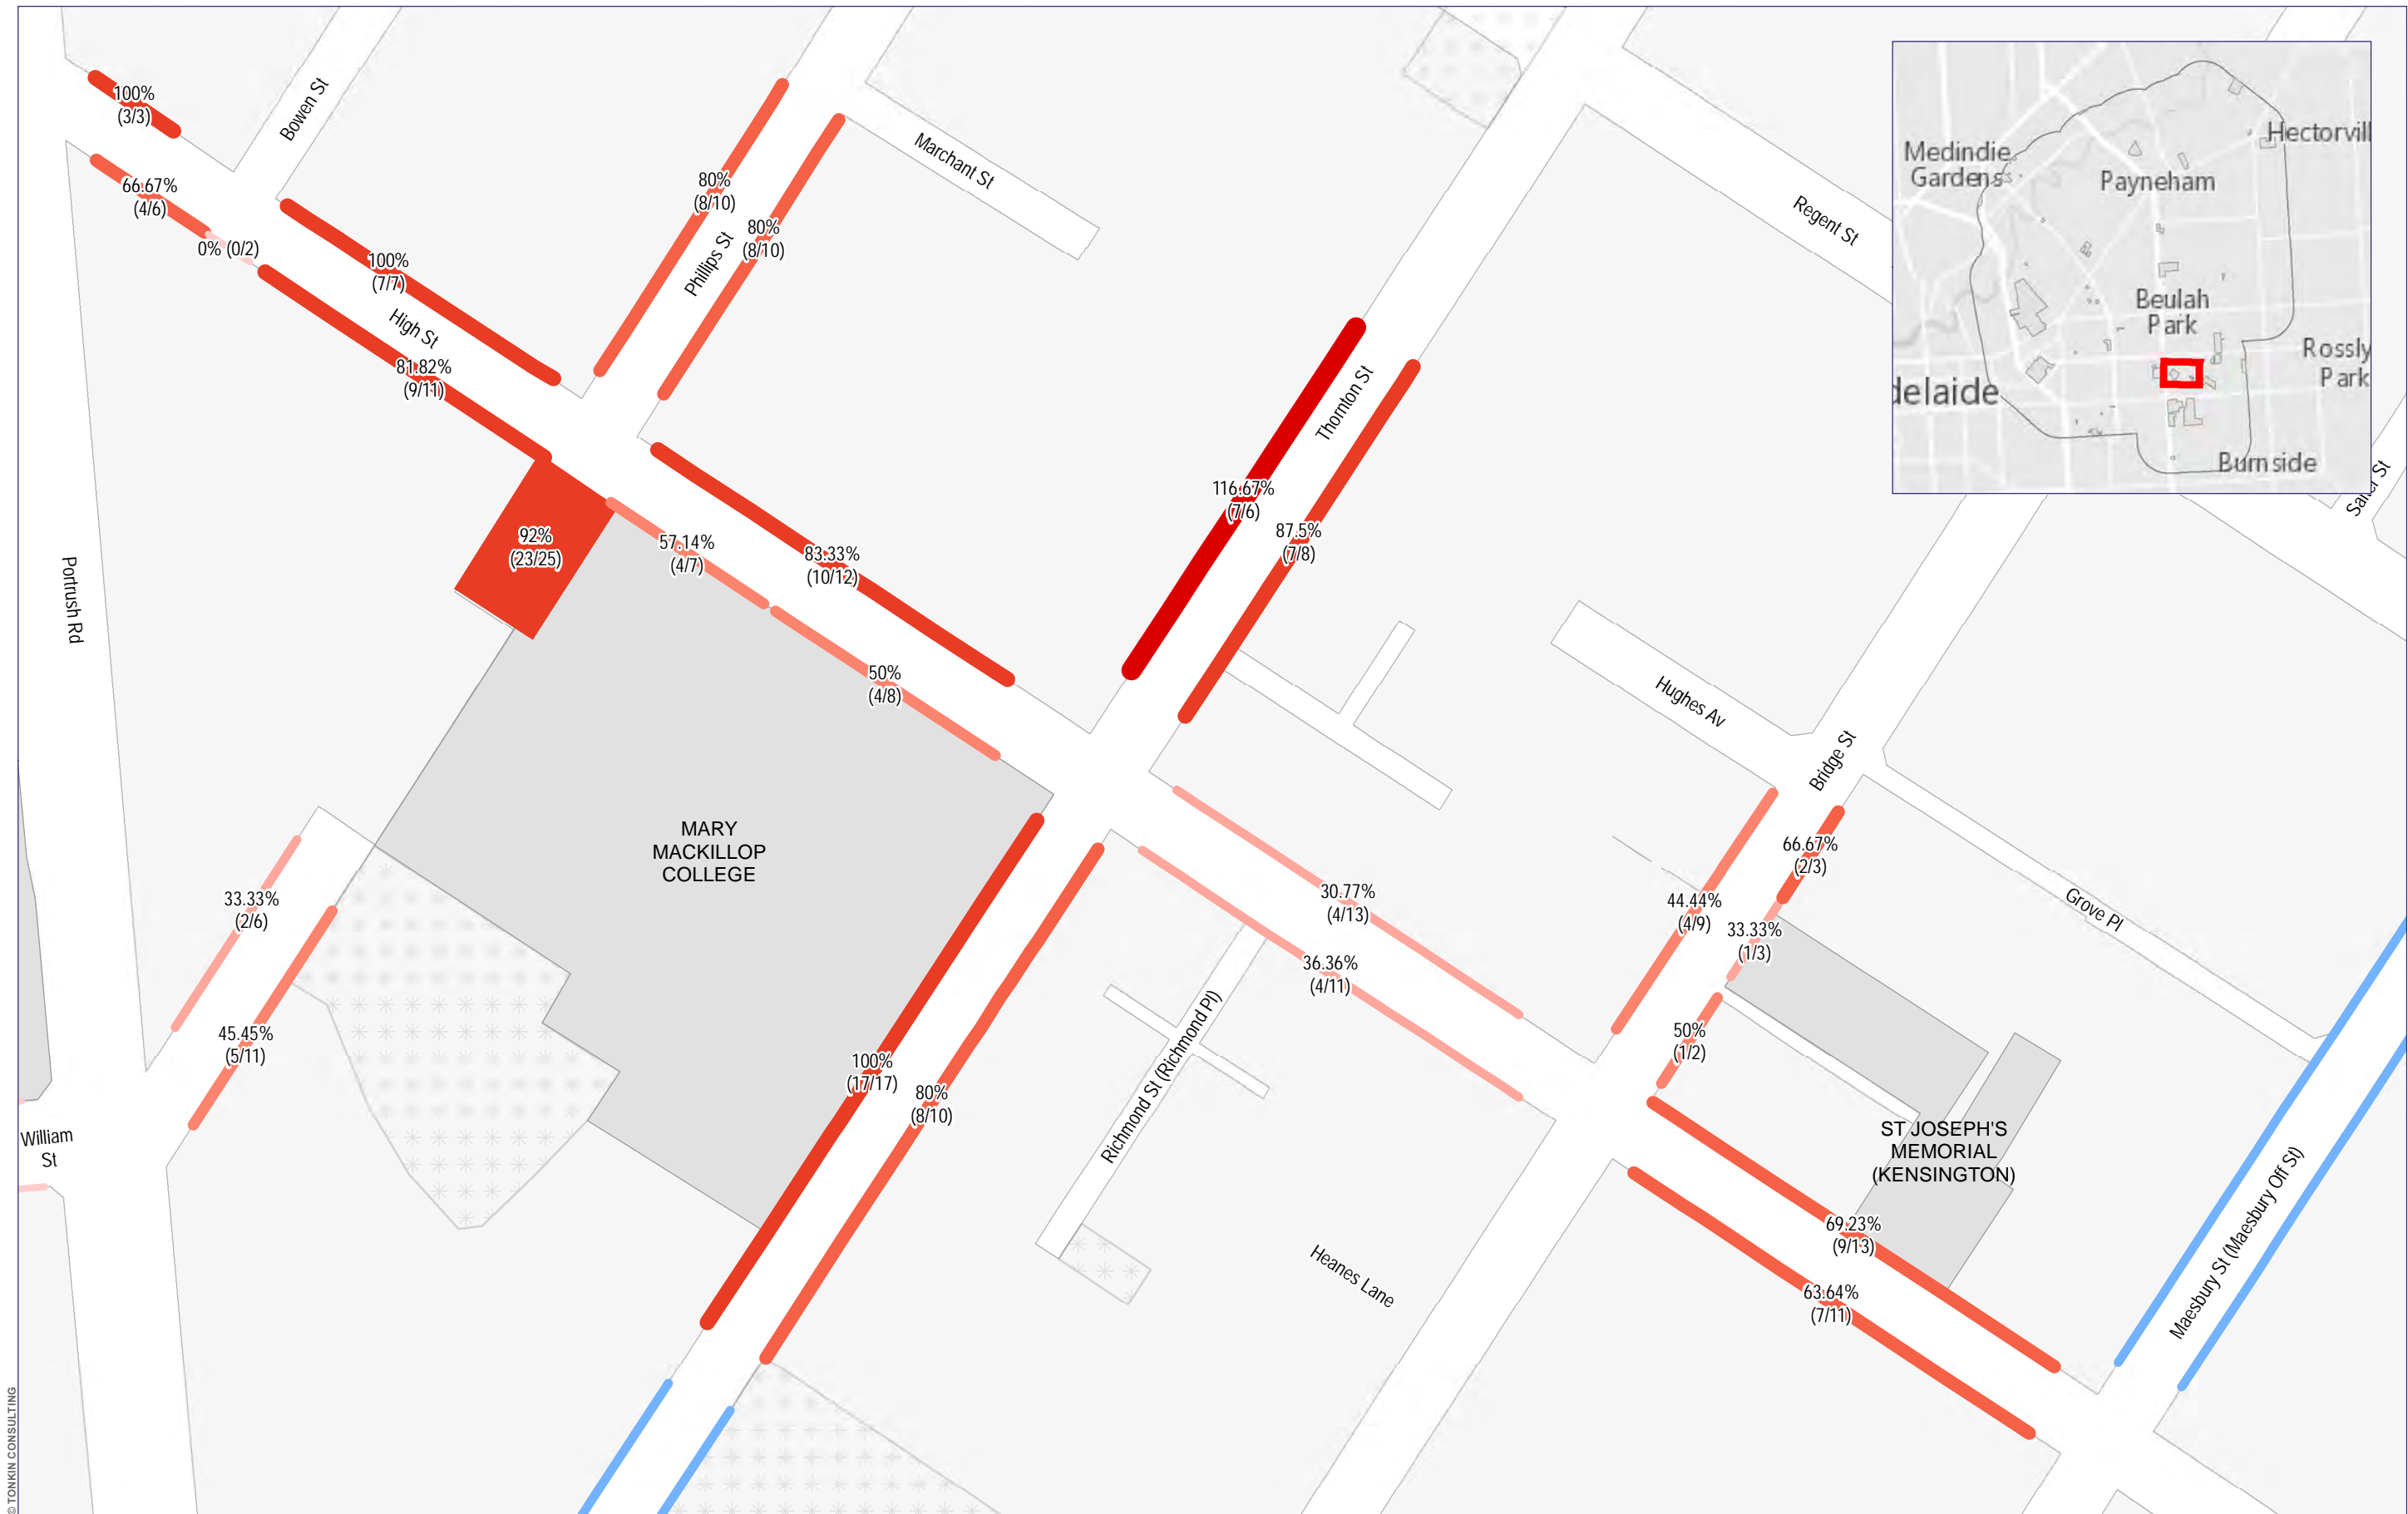 100%
(3/3)
Bowen St
66.67%
(4/6)
0% (0/2)
100%
(7/7)
High St
81.82%
(9/11)
80%
(8/10)
Phillips St
80%
(8/10)
Marchant St
Regent St
Medindie
Gardens
Hectorvill
Payneham
Beulah
Park
Rossly
Park
delaide
Burnside
Thornton St
116.67%
(7/6)
87.5%
(7/8)
92%
(23/25)
57.14%
(4/7)
83.33%
(10/12)
50%
(4/8)
Portrush Rd
Hughes Av
Bridge St
MARY
MACKILLOP
COLLEGE
33.33%
(2/6)
45.45%
(5/11)
30.77%
(4/13)
36.36%
(4/11)
44.44%
(4/9)
66.67%
(2/3)
33.33%
(1/3)
50%
(1/2)
Grove Pl
100%
(17/17)
80%
(8/10)
Richmond St (Richmond Pl)
William
St
ST JOSEPH'S
MEMORIAL
(KENSINGTON)
69.23%
(9/13)
63.64%
(7/11)
Heanes Lane
Maesbury St (Maesbury Off St)
© TONKIN CONSULTING